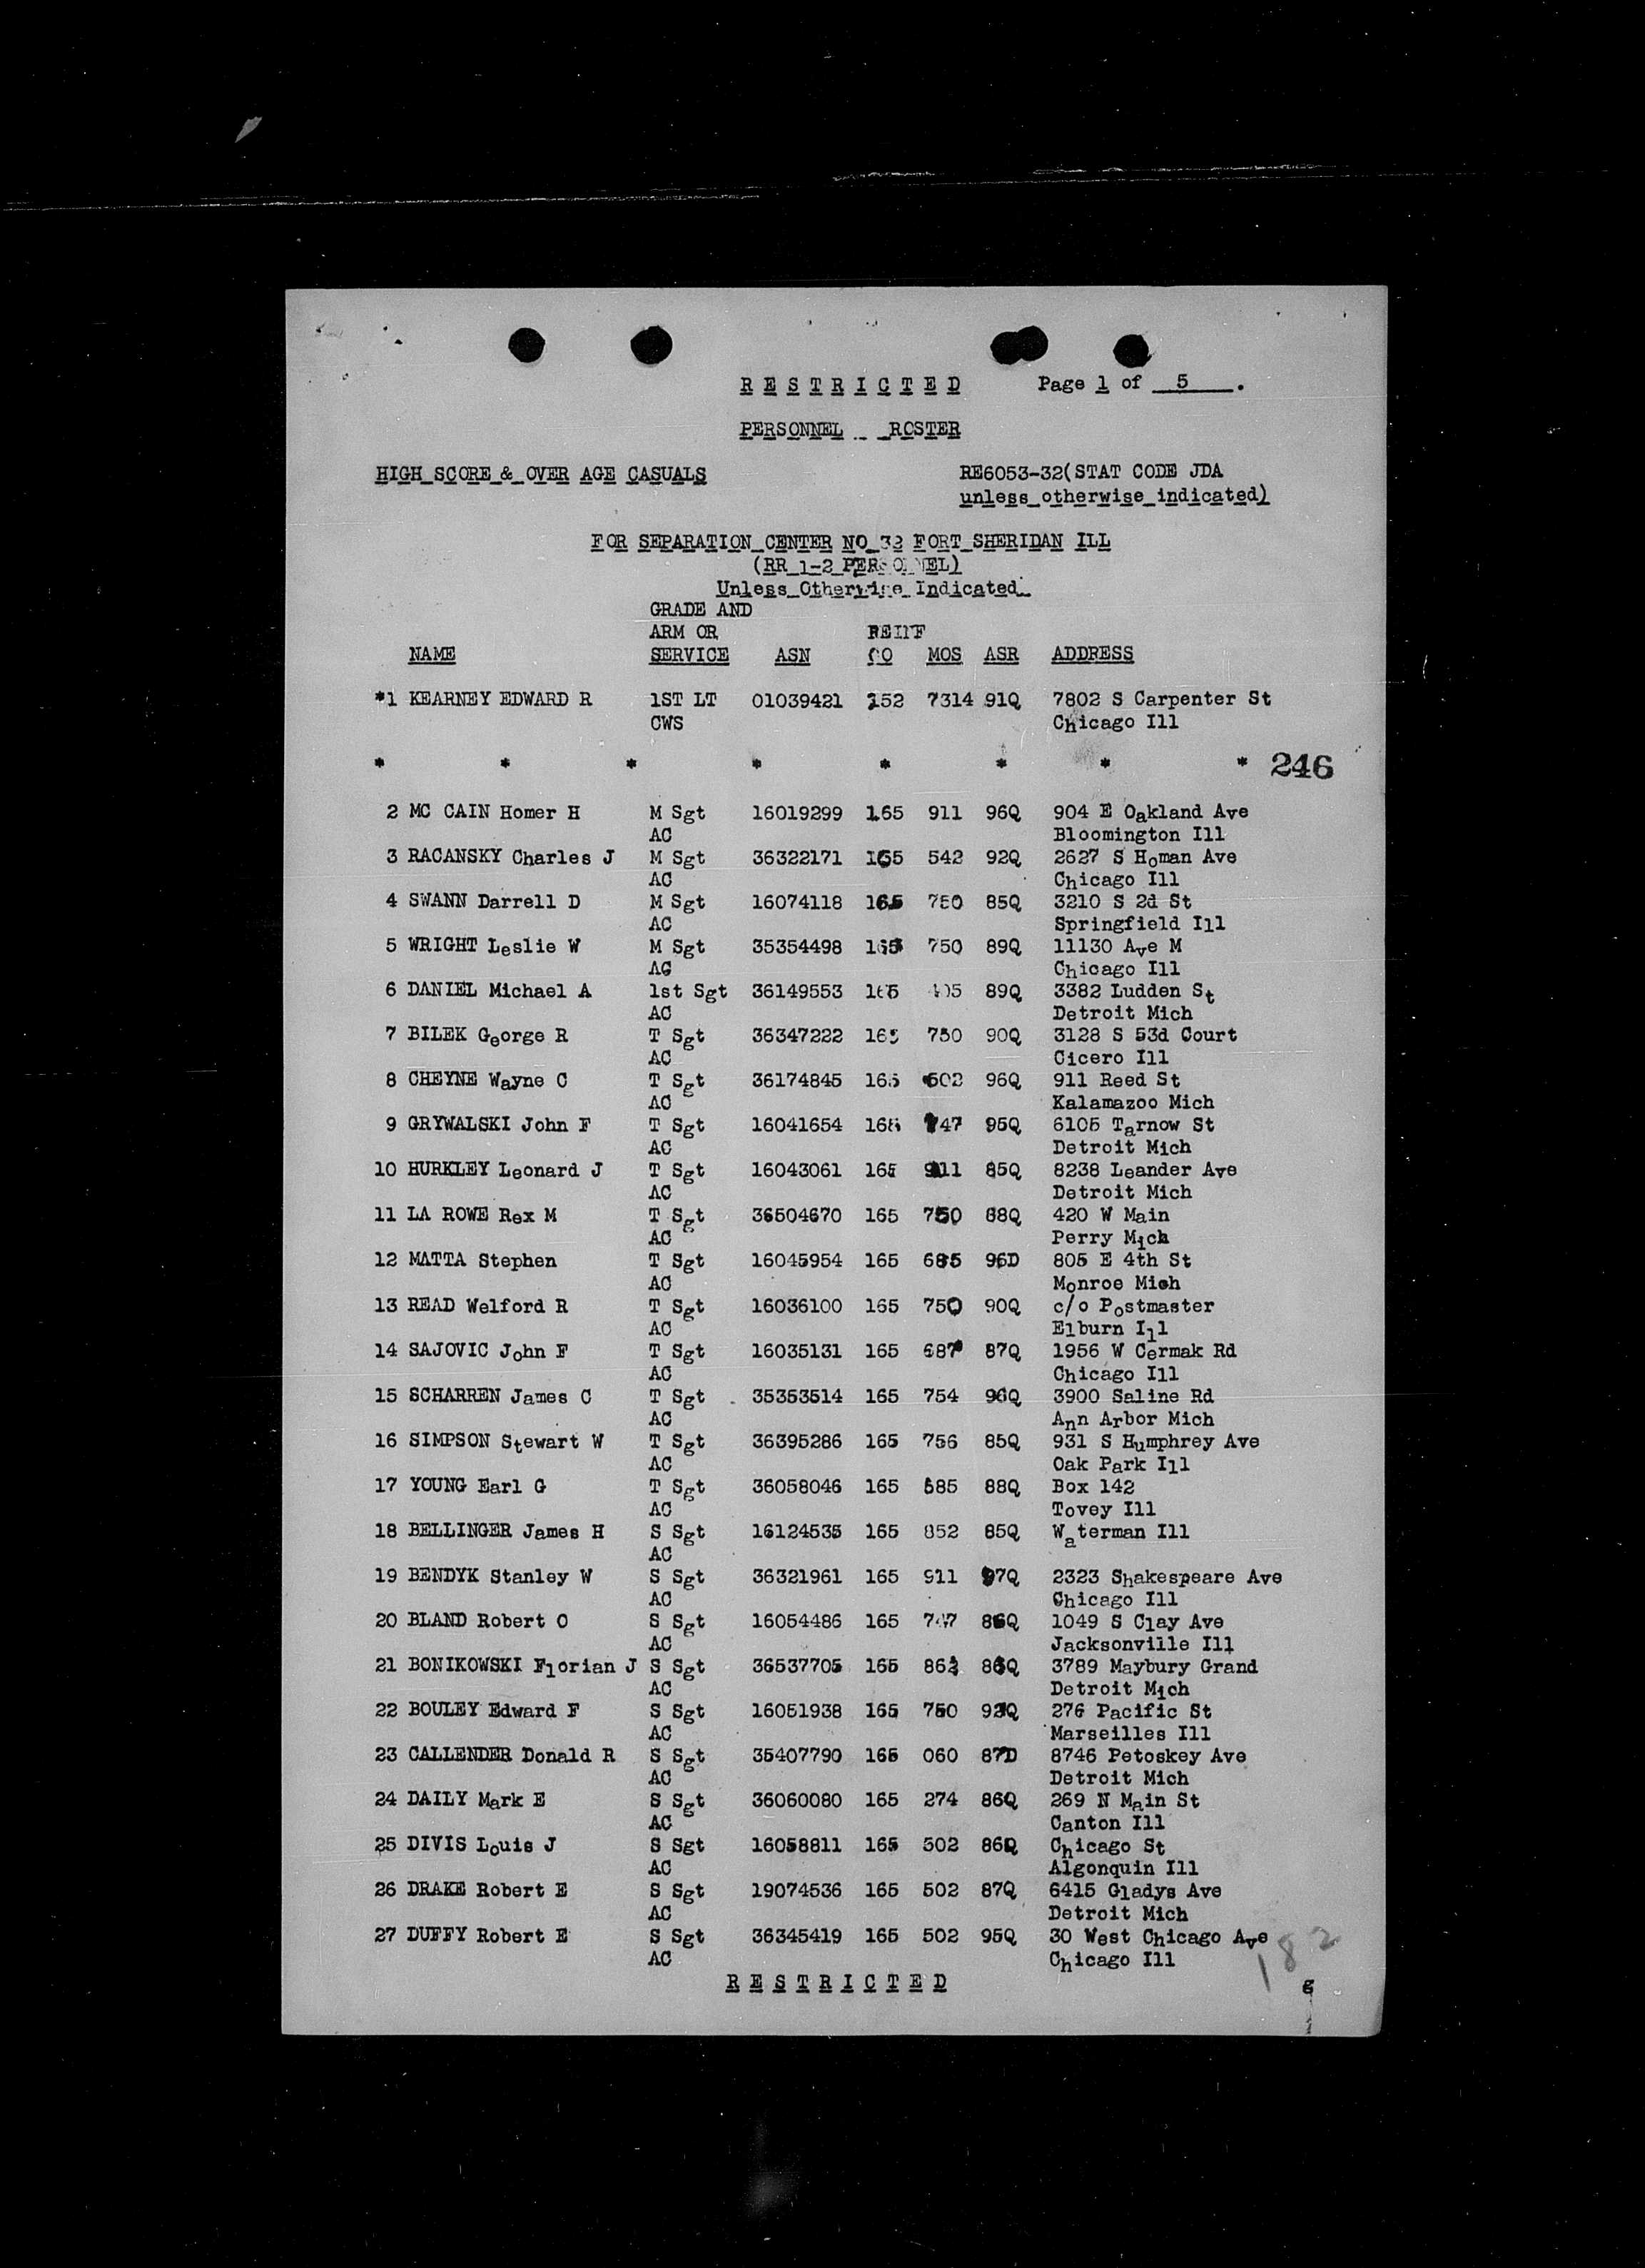 RESTRICTED Page 1 of 5.
PERSONNEL ROSTER
HIGH SCORE & OVER AGE CASUALS RE6053-32(STAT CODE JDA
unless otherwise indicated)
FOR SEPARATION CENTER NO 32 FORT SHERIDAN ILL
(RR 1-2 PERSONNEL)
Unless Otherwise Indicated
GRADE AND
ARM OR REINF
NAME SERVICE ASN CO MOS ASR ADDRESS
*1 KEARNEY EDWARD R 1ST LT 01039421 152 7314 91Q 7802 S Carpenter St
CWS Chicago Ill
* * * * * * * * 246
2 MC CAIN Homer H M Sgt 16019299 165 911 96Q 904 E Oakland Ave
AC Bloomington Ill
3 RACANSKY Charles J M Sgt 36322171 165 542 92Q 2627 S Homan Ave
AC Chicago Ill
4 SWANN Darrell D M Sgt 16074118 165 750 85Q 3210 S 2d St
AC Springfield Ill
5 WRIGHT Leslie W M Sgt 35354498 165 750 89Q 11130 Ave M
AC Chicago Ill
6 DANIEL Michael A 1st Sgt 36149553 165 89Q 3382 Ludden St
AC Detroit Mich
7 BILEK George R T Sgt 36347222 165 750 90Q 3128 S 53d Court
AC Cicero Ill
8 CHEYNE Wayne C T Sgt 36174845 165 502 96Q 911 Reed St
AC Kalamazoo Mich
9 GRYWALSKI John F T Sgt 16041654 165 747 95Q 6105 Tarnow St
AC Detroit Mich
10 HURKLEY Leonard J T Sgt 16043061 165 911 85Q 8238 Leander Ave
AC Detroit Mich
11 LA ROWE Rex M T Sgt 36504670 165 750 88Q 420 W Main
AC Perry Mich
12 MATTA Stephen T Sgt 16045954 165 685 96D 805 E 4th St
AC Monroe Mich
13 READ Welford R T Sgt 16036100 165 750 90Q c/o Postmaster
AC Elburn Ill
14 SAJOVIC John F T Sgt 16035131 165 687 87Q 1956 W Cermak Rd
AC Chicago Ill
15 SCHARREN James C T Sgt 35353514 165 754 96Q 3900 Saline Rd
AC Ann Arbor Mich
16 SIMPSON Stewart W T Sgt 36395286 165 756 85Q 931 S Humphrey Ave
AC Oak Park Ill
17 YOUNG Earl G T Sgt 36058046 165 685 88Q Box 142
AC Tovey Ill
18 BELLINGER James H S Sgt 16124535 165 852 85Q Waterman Ill
AC
19 BENDYK Stanley W S Sgt 36321961 165 911 97Q 2323 Shakespeare Ave
AC Chicago Ill
20 BLAND Robert O S Sgt 16054486 165 747 86Q 1049 S Clay Ave
AC Jacksonville Ill
21 BONIKOWSKI Florian J S Sgt 36537705 165 86Q 3789 Maybury Grand
AC Detroit Mich
22 BOULEY Edward F S Sgt 16051938 165 750 276 Pacific St
AC Marseilles Ill
23 CALLENDER Donald R S Sgt 35407790 165 060 87D 8746 Petoskey Ave
AC Detroit Mich
24 DAILY Mark E S Sgt 36060080 165 274 86Q 269 N Main St
AC Canton Ill
25 DIVIS Louis J S Sgt 16058811 165 502 86Q Chicago St
AC Algonquin Ill
26 DRAKE Robert E S Sgt 19074536 165 502 87Q 6415 Gladys Ave
AC Detroit Mich
27 DUFFY Robert E S Sgt 36345419 165 502 95Q 30 West Chicago Ave
AC Chicago Ill
182
RESTRICTED g